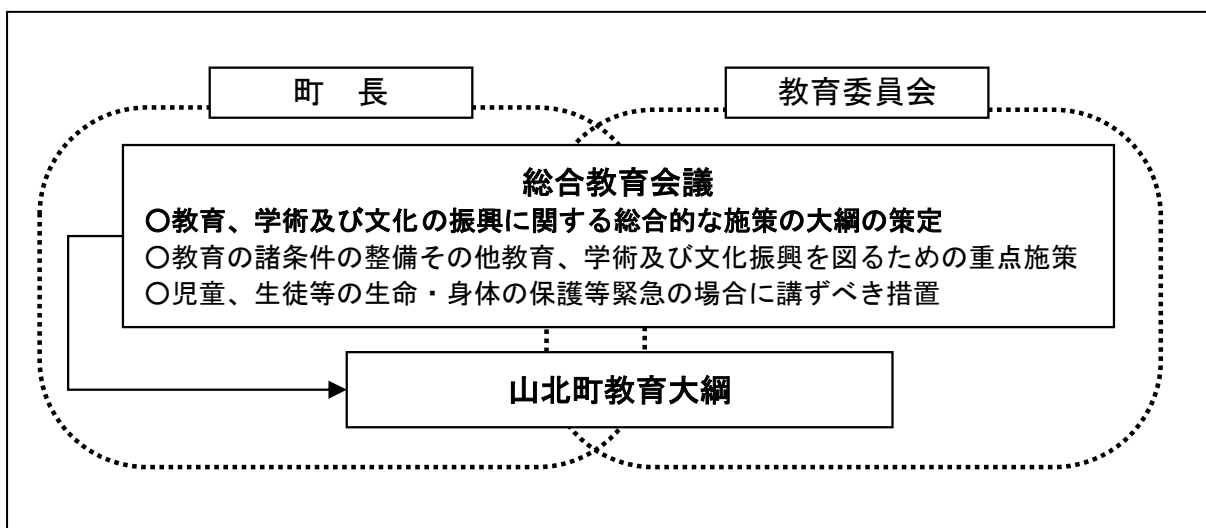 町　長
教育委員会
総合教育会議
○教育、学術及び文化の振興に関する総合的な施策の大綱の策定
○教育の諸条件の整備その他教育、学術及び文化振興を図るための重点施策
○児童、生徒等の生命・身体の保護等緊急の場合に講ずべき措置
山北町教育大綱